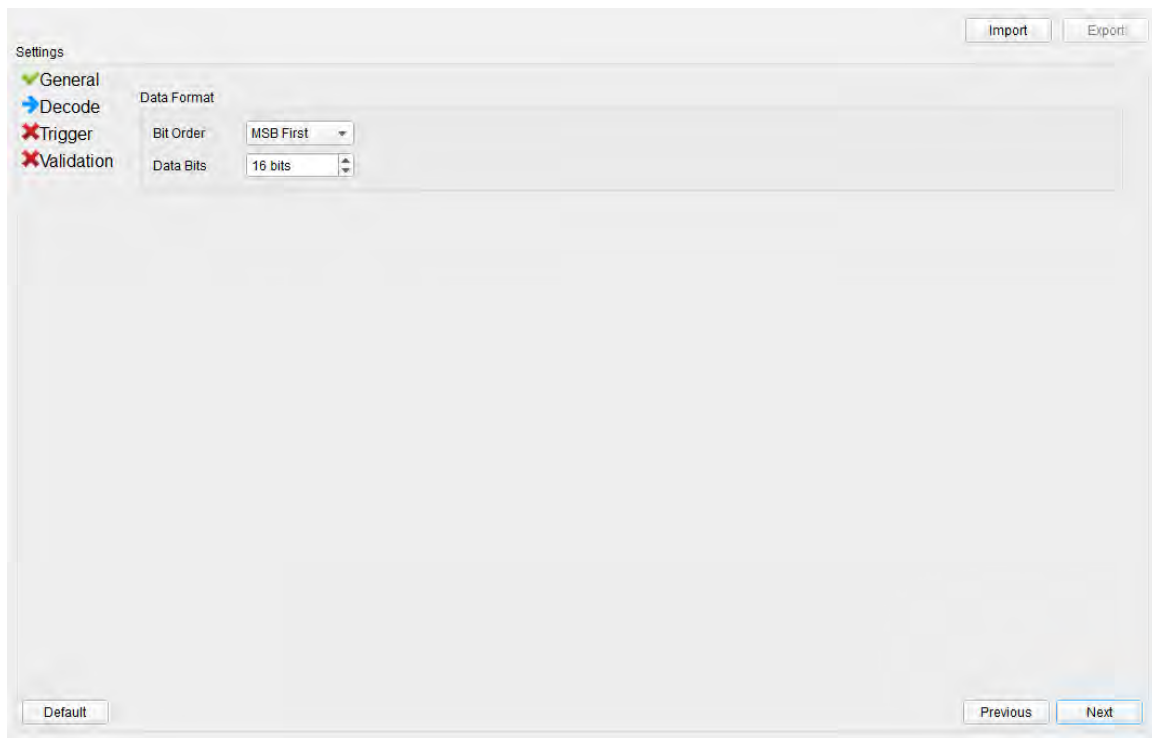 Import Export
Settings
General
Decode
Trigger
Validation
Data Format
Bit Order MSB First
Data Bits 16 bits
Default Previous Next